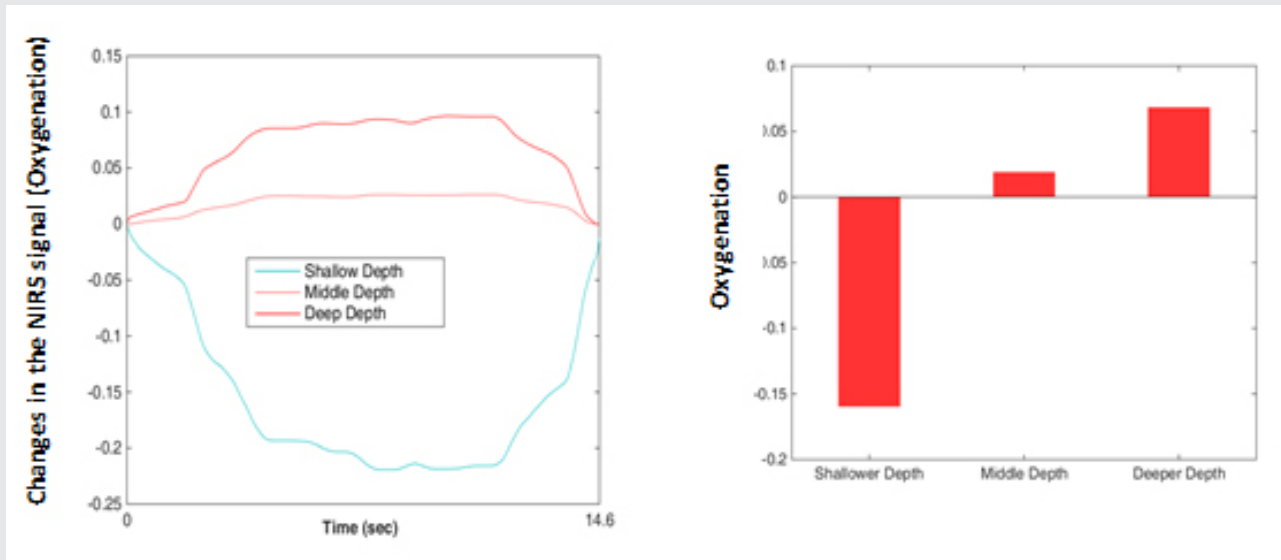 Changes in the NIRS signal (Oxygenation)
0.15
0.1
0.05
0
-0.05
-0.1
-0.15
-0.2
-0.25
Shallow Depth
Middle Depth
Deep Depth
0
Time (sec)
14.6
Oxygenation
0.1
0.05
0
0.05
-0.1
-0.15
-0.2
Shallower Depth
Middle Depth
Deeper Depth